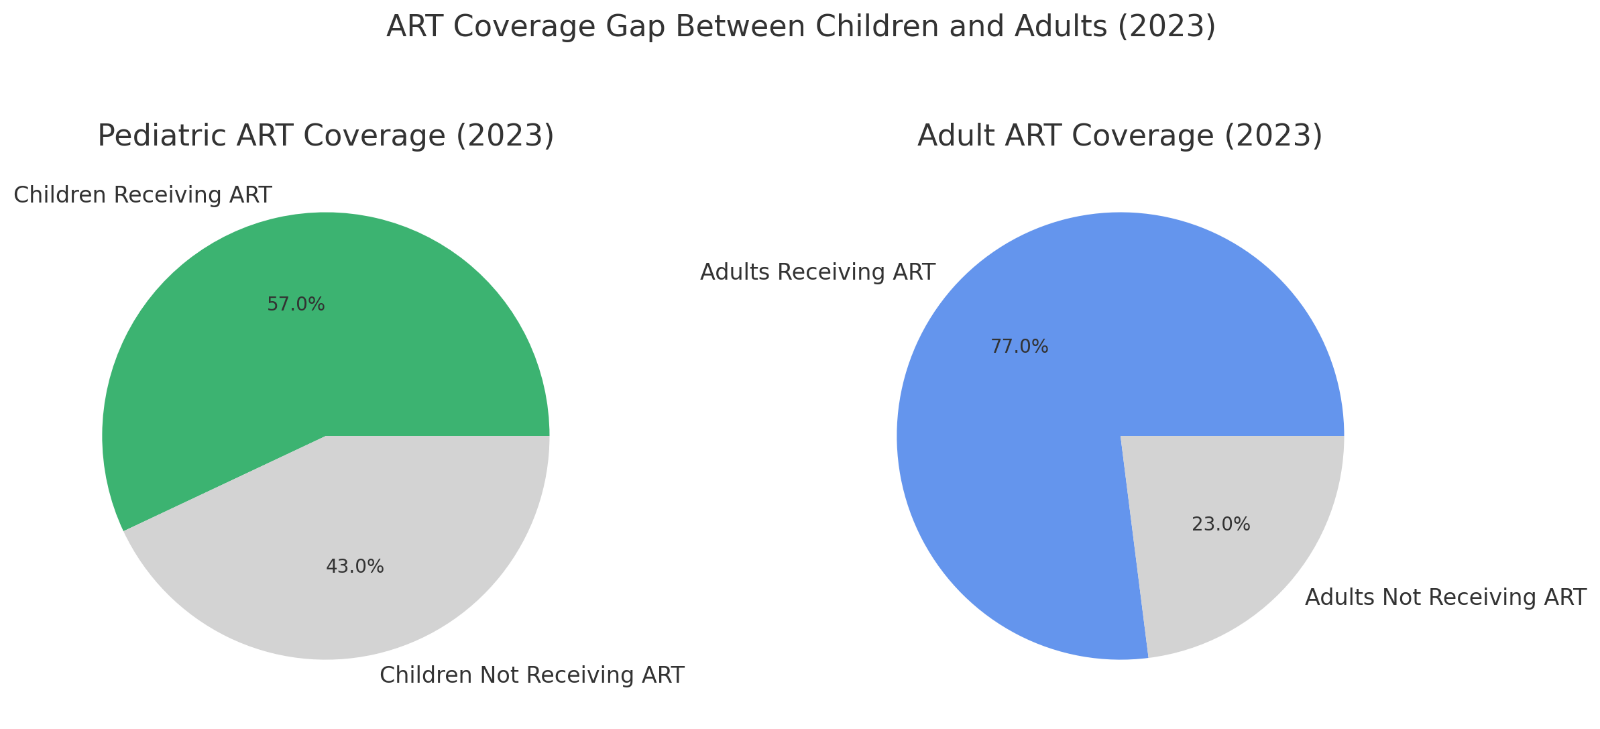 ART Coverage Gap Between Children and Adults (2023)
Pediatric ART Coverage (2023)
Children Receiving ART
57.0%
43.0%
Children Not Receiving ART
Adult ART Coverage (2023)
Adults Receiving ART
77.0%
23.0%
Adults Not Receiving ART